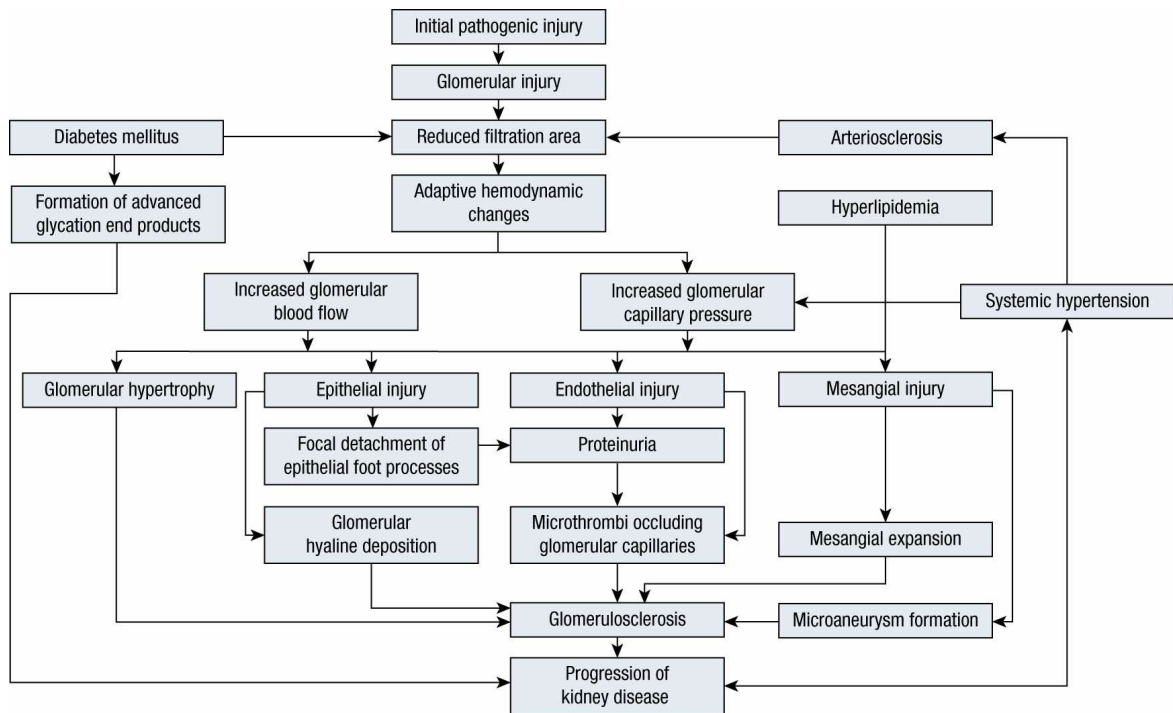 Initial pathogenic injury
Glomerular injury
Diabetes mellitus
Reduced filtration area
Arteriosclerosis
Formation of advanced
glycation end products
Adaptive hemodynamic
changes
Hyperlipidemia
Increased glomerular
blood flow
Increased glomerular
capillary pressure
Systemic hypertension
Glomerular hypertrophy
Epithelial injury
Endothelial injury
Mesangial injury
Focal detachment of
epithelial foot processes
Proteinuria
Glomerular
hyaline deposition
Microthrombi occluding
glomerular capillaries
Mesangial expansion
Glomerulosclerosis
Microaneurysm formation
Progression of
kidney disease